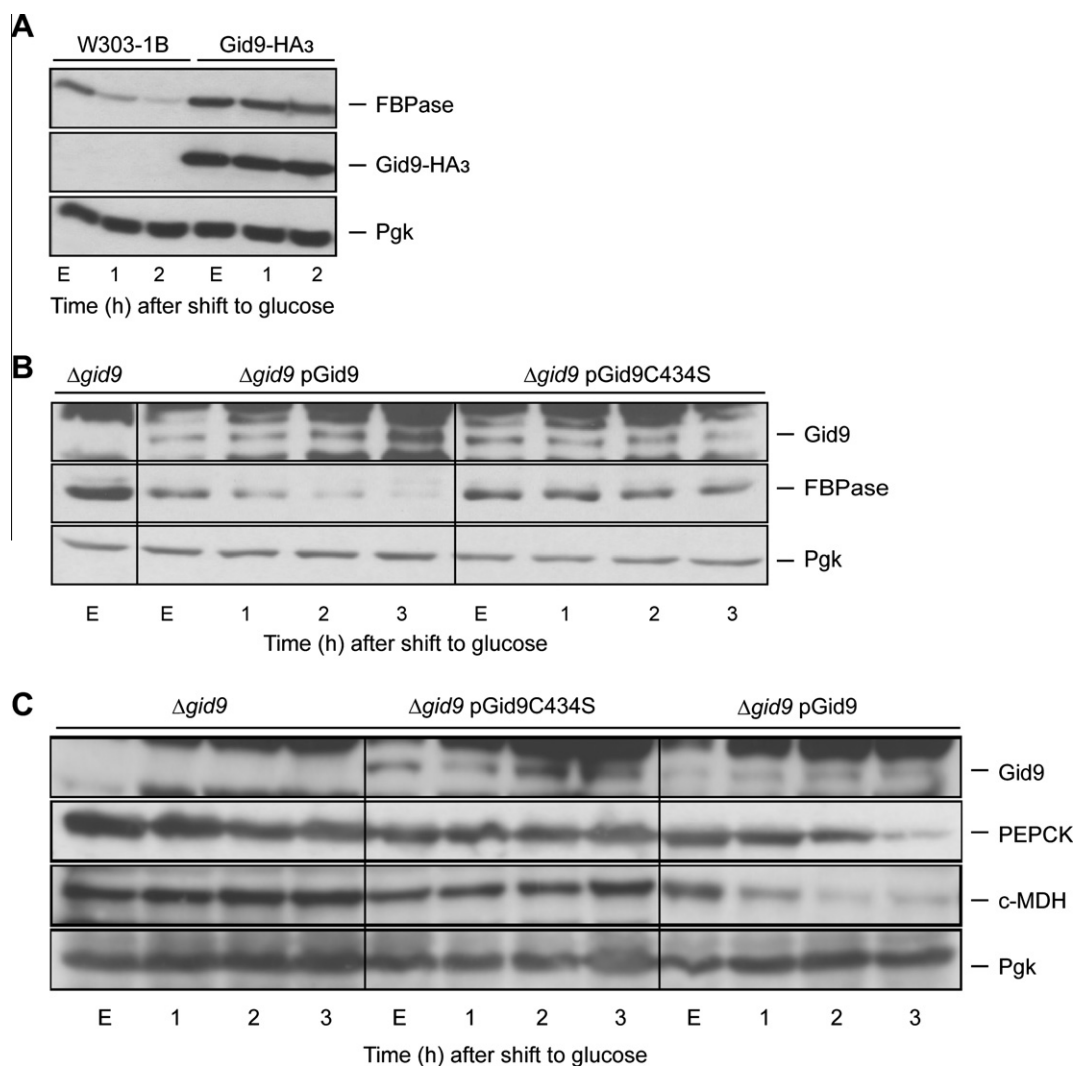 A
W303-1B Gid9-HA3
– FBPase
– Gid9-HA3
– Pgk
E 1 2 E 1 2
Time (h) after shift to glucose
B
Δgid9 Δgid9 pGid9 Δgid9 pGid9C434S
– Gid9
– FBPase
– Pgk
E E 1 2 3 E 1 2 3
Time (h) after shift to glucose
C
Δgid9 Δgid9 pGid9C434S Δgid9 pGid9
– Gid9
– PEPCK
– c-MDH
– Pgk
E 1 2 3 E 1 2 3 E 1 2 3
Time (h) after shift to glucose